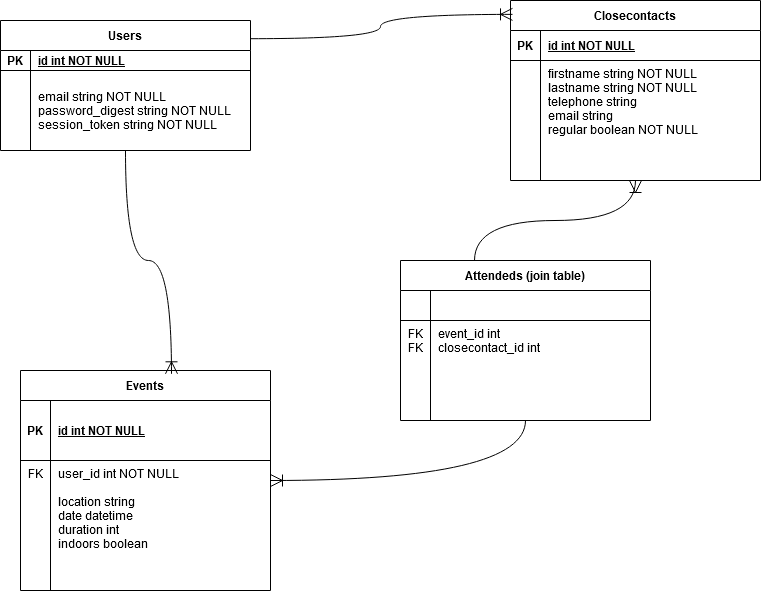 Users
PK id int NOT NULL
email string NOT NULL
password_digest string NOT NULL
session_token string NOT NULL
Closecontacts
PK id int NOT NULL
firstname string NOT NULL
lastname string NOT NULL
telephone string
email string
regular boolean NOT NULL
Attendeds (join table)
FK event_id int
FK closecontact_id int
Events
PK id int NOT NULL
FK user_id int NOT NULL
location string
date datetime
duration int
indoors boolean